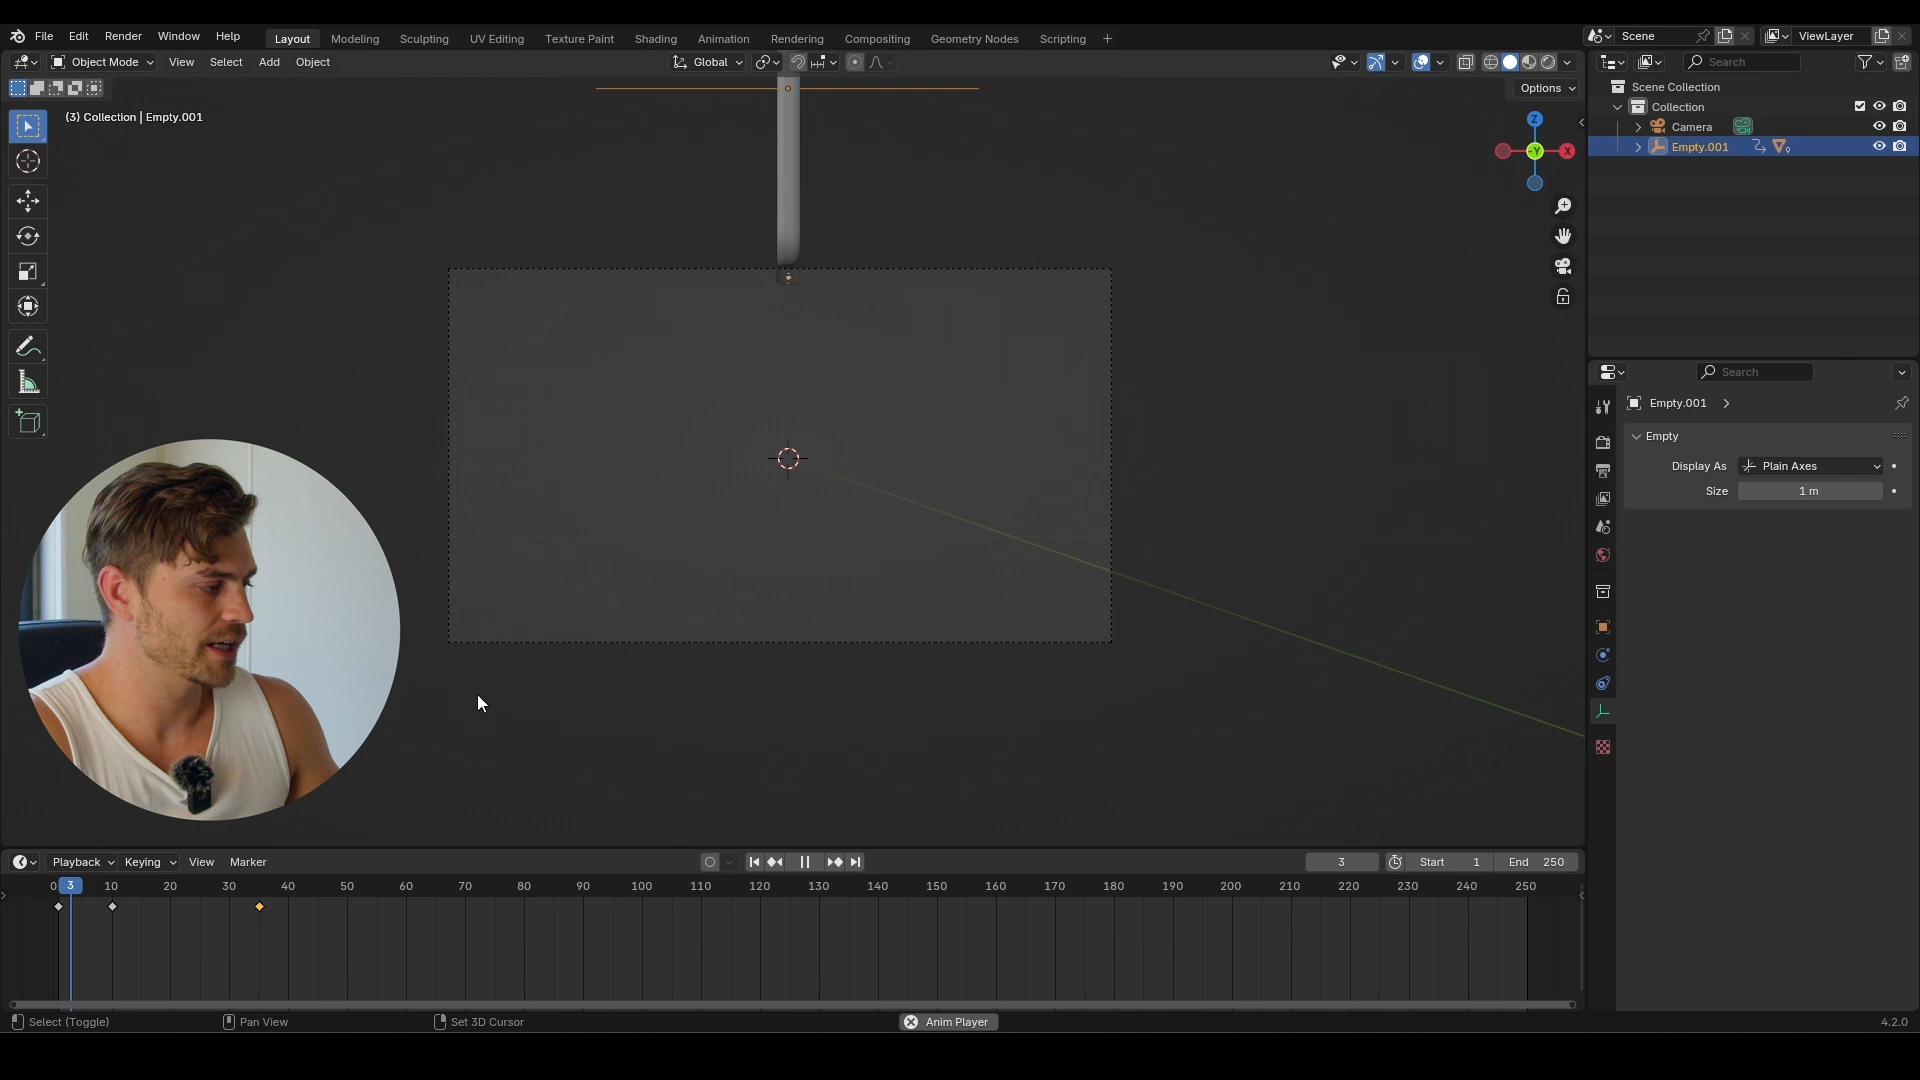 File Edit Render Window Help Layout Modeling Sculpting UV Editing Texture Paint Shading Animation Rendering Compositing Geometry Nodes Scripting + Scene ViewLayer
Object Mode View Select Add Object Global Search
Options
(3) Collection | Empty.001
Scene Collection
Collection
Camera
Empty.001
Z
-Y
X
Search
Empty.001
Empty
Display As Plain Axes
Size 1 m
Playback Keying View Marker 3 Start 1 End 250
0 3 10 20 30 40 50 60 70 80 90 100 110 120 130 140 150 160 170 180 190 200 210 220 230 240 250
Select (Toggle) Pan View Set 3D Cursor Anim Player 4.2.0